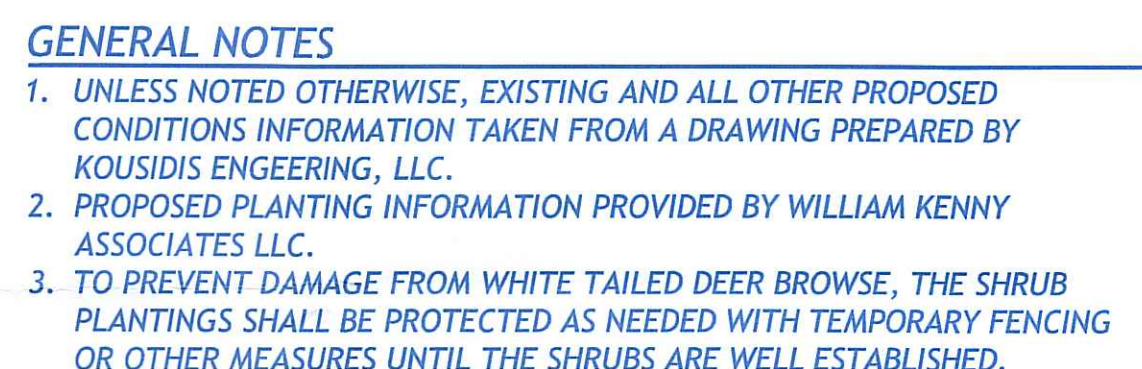 GENERAL NOTES
1. UNLESS NOTED OTHERWISE, EXISTING AND ALL OTHER PROPOSED
CONDITIONS INFORMATION TAKEN FROM A DRAWING PREPARED BY
KOUSIDIS ENGEERING, LLC.
2. PROPOSED PLANTING INFORMATION PROVIDED BY WILLIAM KENNY
ASSOCIATES LLC.
3. TO PREVENT DAMAGE FROM WHITE TAILED DEER BROWSE, THE SHRUB
PLANTINGS SHALL BE PROTECTED AS NEEDED WITH TEMPORARY FENCING
OR OTHER MEASURES UNTIL THE SHRUBS ARE WELL ESTABLISHED.